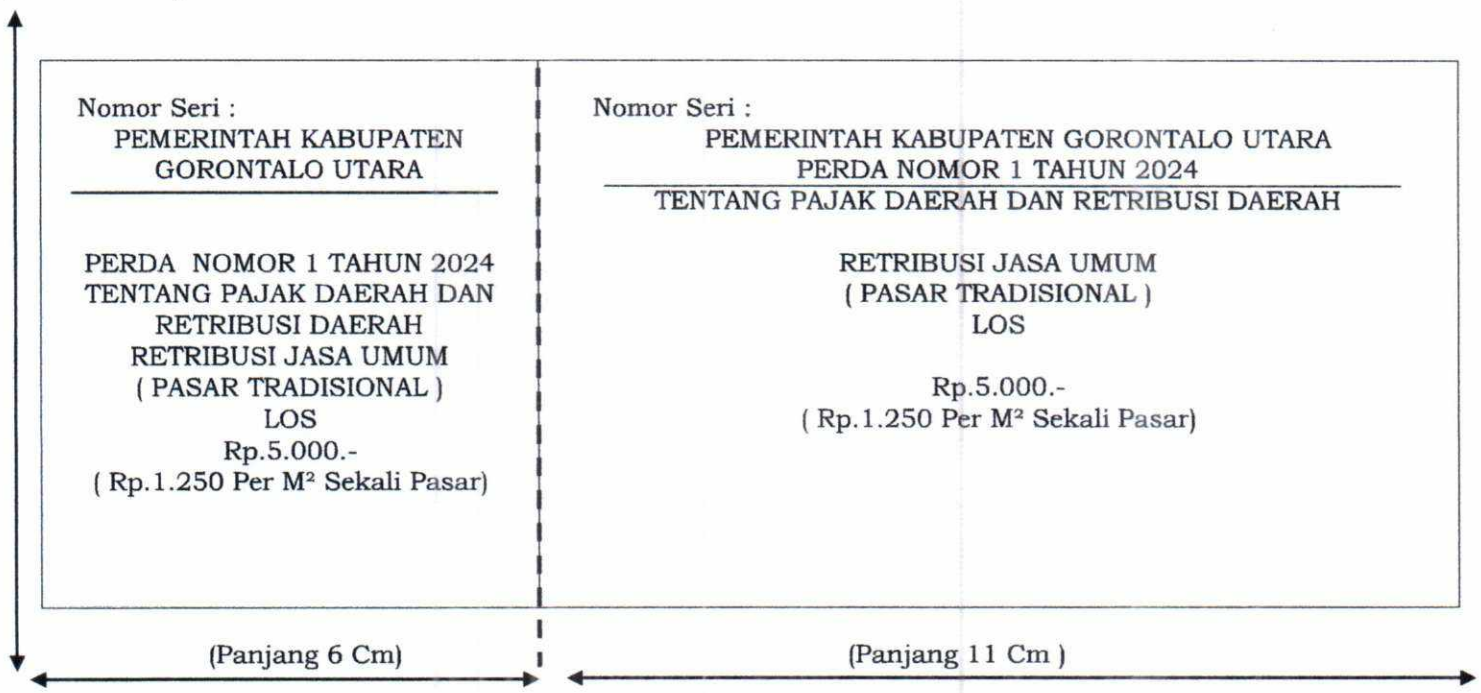 Nomor Seri :
PEMERINTAH KABUPATEN
GORONTALO UTARA
PERDA NOMOR 1 TAHUN 2024
TENTANG PAJAK DAERAH DAN
RETRIBUSI DAERAH
RETRIBUSI JASA UMUM
( PASAR TRADISIONAL )
LOS
Rp.5.000.-
( Rp.1.250 Per M² Sekali Pasar)
(Panjang 6 Cm)
Nomor Seri :
PEMERINTAH KABUPATEN GORONTALO UTARA
PERDA NOMOR 1 TAHUN 2024
TENTANG PAJAK DAERAH DAN RETRIBUSI DAERAH
RETRIBUSI JASA UMUM
( PASAR TRADISIONAL )
LOS
Rp.5.000.-
( Rp.1.250 Per M² Sekali Pasar)
(Panjang 11 Cm )